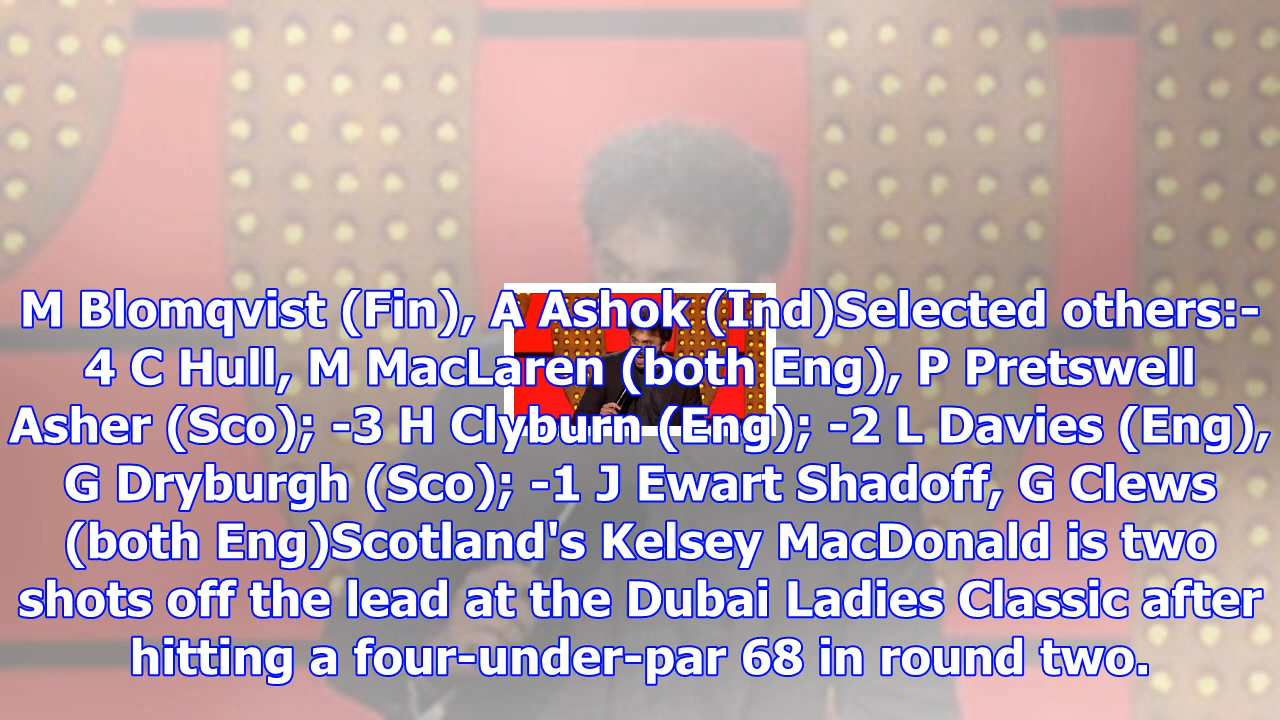 M Blomqvist (Fin), A Ashok (Ind)Selected others:-
4 C Hull, M MacLaren (both Eng), P Pretswell
Asher (Sco); -3 H Clyburn (Eng); -2 L Davies (Eng),
G Dryburgh (Sco); -1 J Ewart Shadoff, G Clews
(both Eng)Scotland's Kelsey MacDonald is two
shots off the lead at the Dubai Ladies Classic after
hitting a four-under-par 68 in round two.